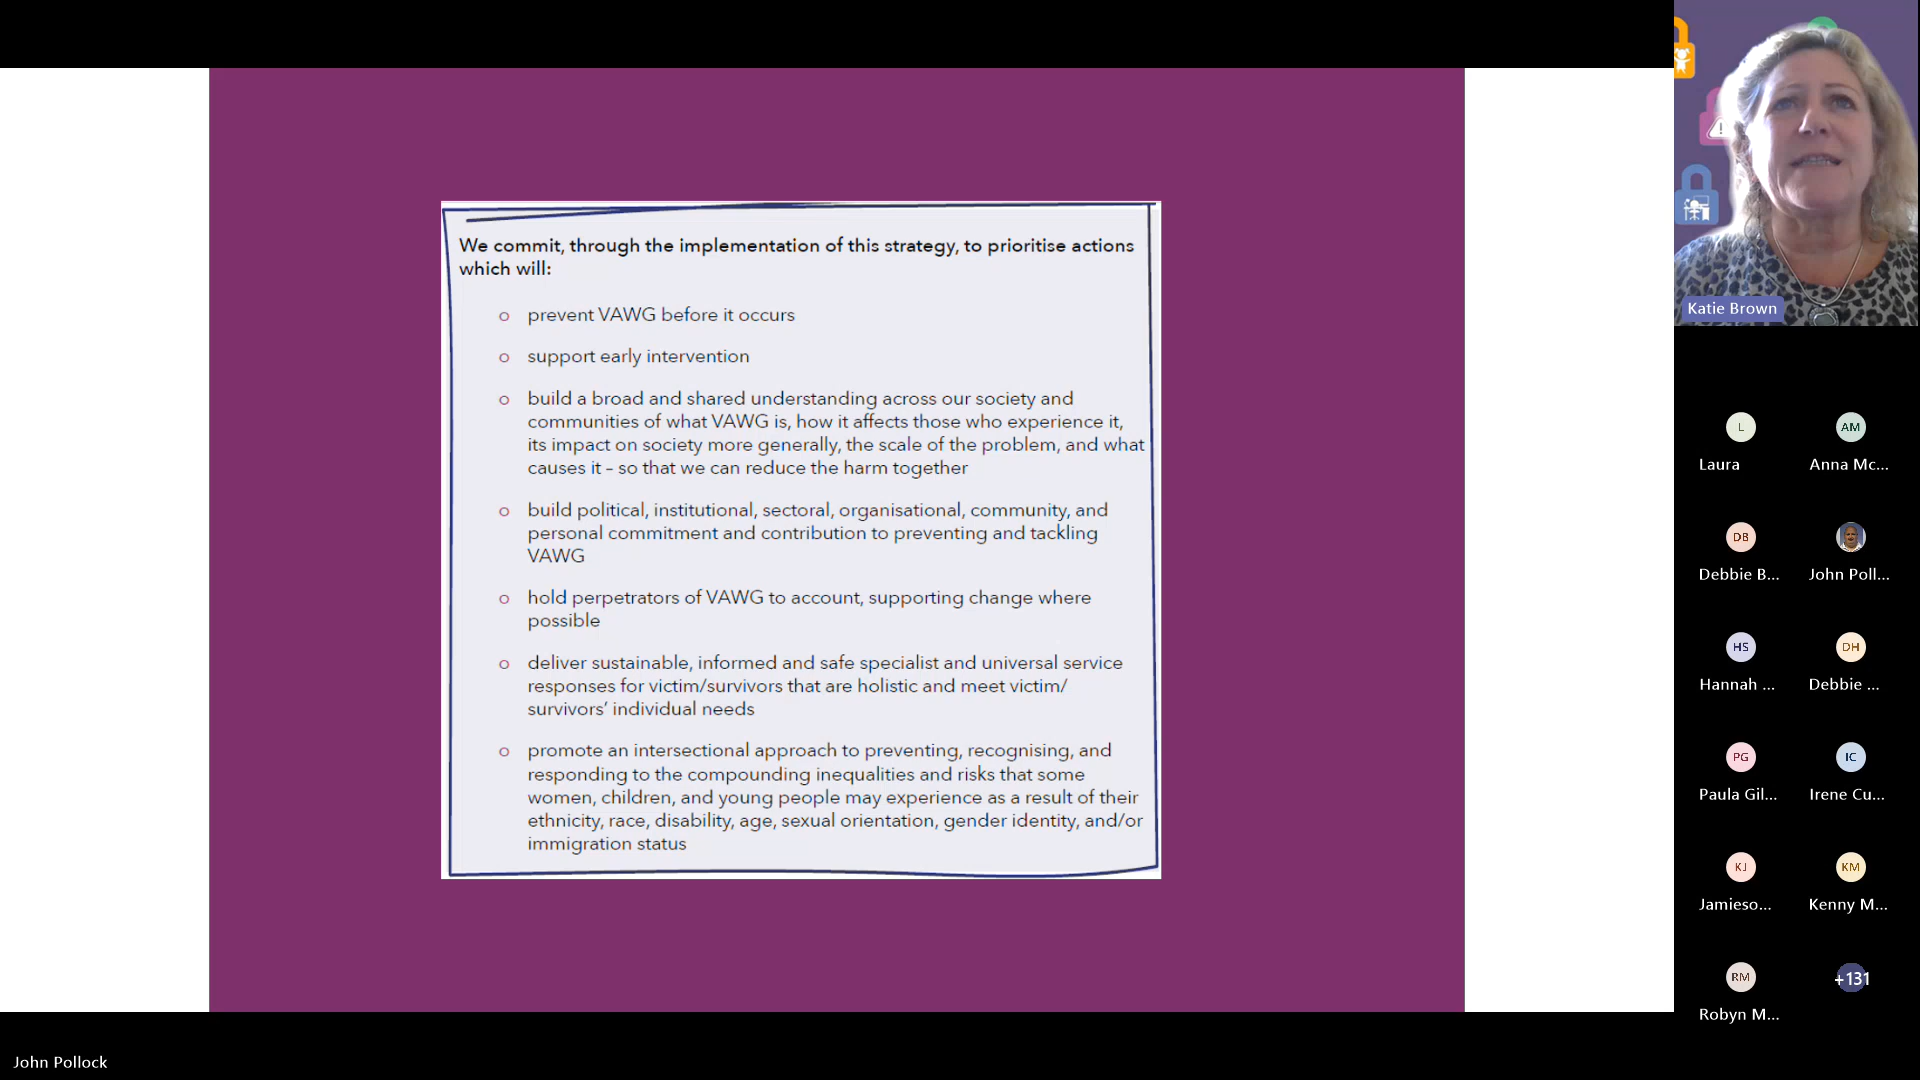 We commit, through the implementation of this strategy, to prioritise actions
which will:
o prevent VAWG before it occurs
o support early intervention
o build a broad and shared understanding across our society and
communities of what VAWG is, how it affects those who experience it,
its impact on society more generally, the scale of the problem, and what
causes it – so that we can reduce the harm together
o build political, institutional, sectoral, organisational, community, and
personal commitment and contribution to preventing and tackling
VAWG
o hold perpetrators of VAWG to account, supporting change where
possible
o deliver sustainable, informed and safe specialist and universal service
responses for victim/survivors that are holistic and meet victim/
survivors’ individual needs
o promote an intersectional approach to preventing, recognising, and
responding to the compounding inequalities and risks that some
women, children, and young people may experience as a result of their
ethnicity, race, disability, age, sexual orientation, gender identity, and/or
immigration status
Katie Brown
L AM
Laura Anna Mc...
DB
Debbie B... John Poll...
HS DH
Hannah ... Debbie ...
PG IC
Paula Gil... Irene Cu...
KJ KM
Jamieso... Kenny M...
RM +131
Robyn M...
John Pollock